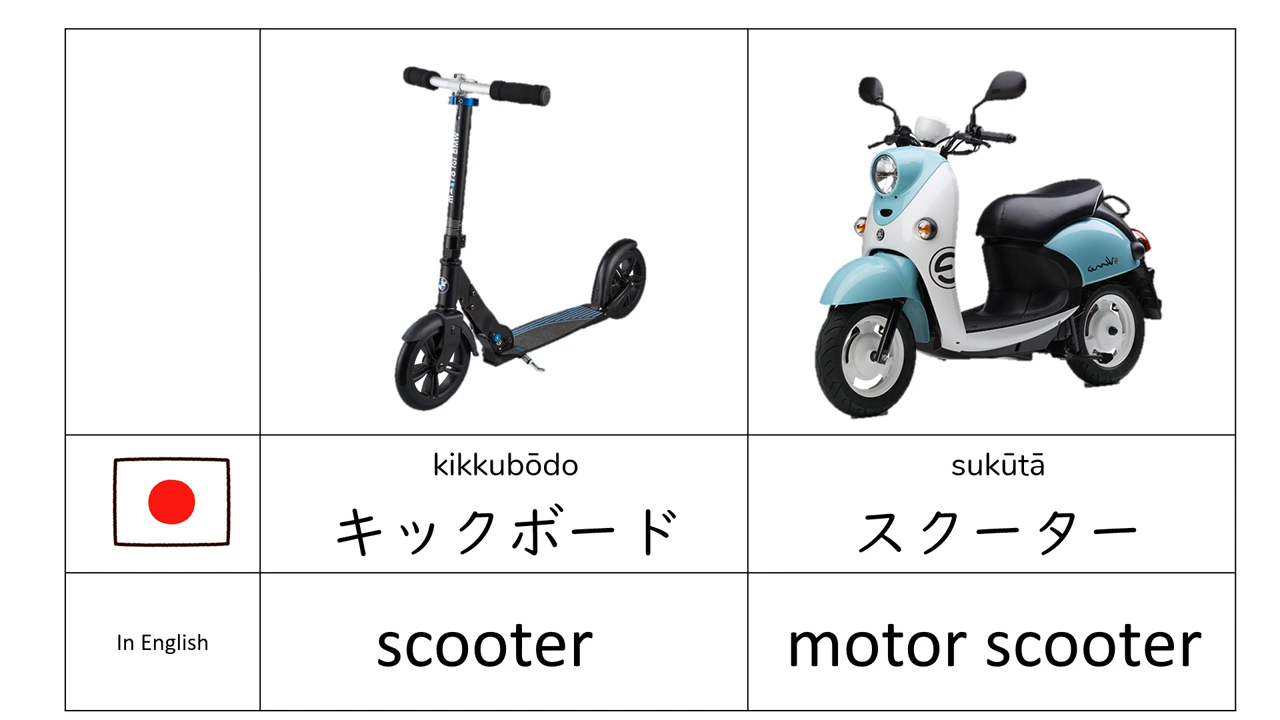 kikkubōdo
キックボード
sukūtā
スクーター
In English
scooter
motor scooter